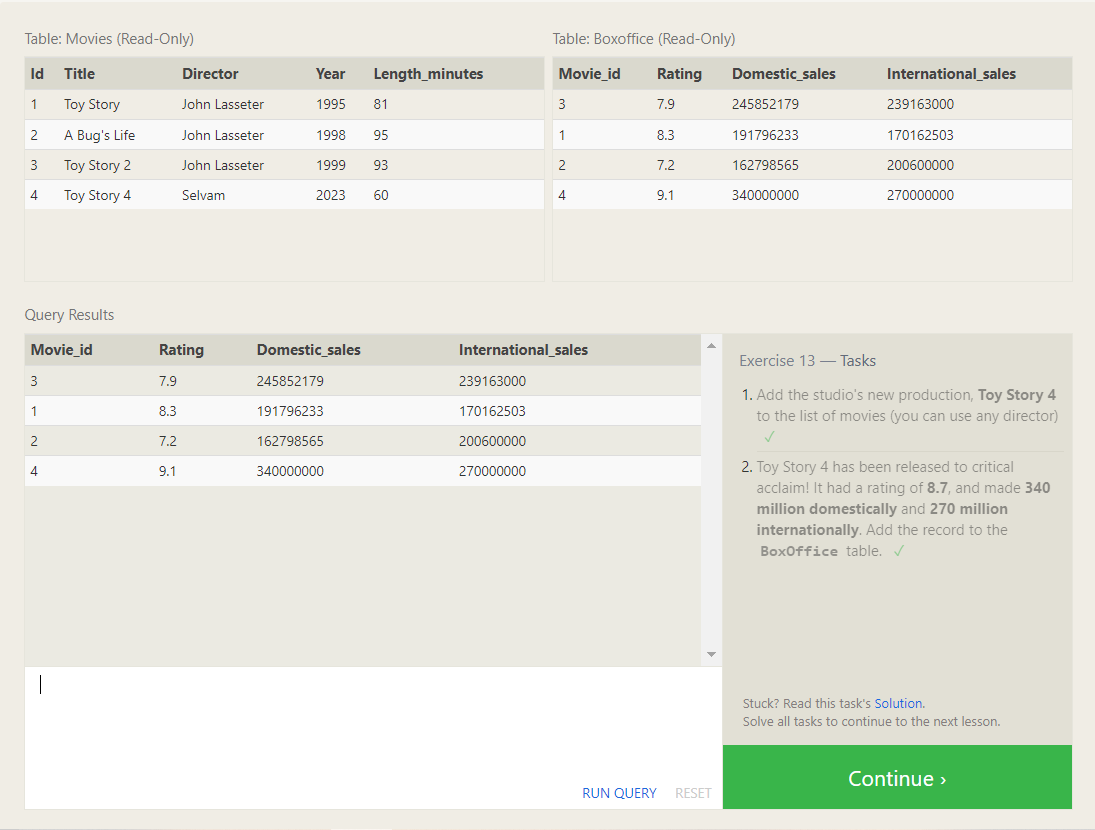 Table: Movies (Read-Only)
Id Title Director Year Length_minutes
1 Toy Story John Lasseter 1995 81
2 A Bug's Life John Lasseter 1998 95
3 Toy Story 2 John Lasseter 1999 93
4 Toy Story 4 Selvam 2023 60
Table: Boxoffice (Read-Only)
Movie_id Rating Domestic_sales International_sales
3 7.9 245852179 239163000
1 8.3 191796233 170162503
2 7.2 162798565 200600000
4 9.1 340000000 270000000
Query Results
Movie_id Rating Domestic_sales International_sales
3 7.9 245852179 239163000
1 8.3 191796233 170162503
2 7.2 162798565 200600000
4 9.1 340000000 270000000
RUN QUERY RESET
Exercise 13 — Tasks
1. Add the studio's new production, Toy Story 4
to the list of movies (you can use any director)
✓
2. Toy Story 4 has been released to critical
acclaim! It had a rating of 8.7, and made 340
million domestically and 270 million
internationally. Add the record to the
BoxOffice table. ✓
Stuck? Read this task's Solution.
Solve all tasks to continue to the next lesson.
Continue ›